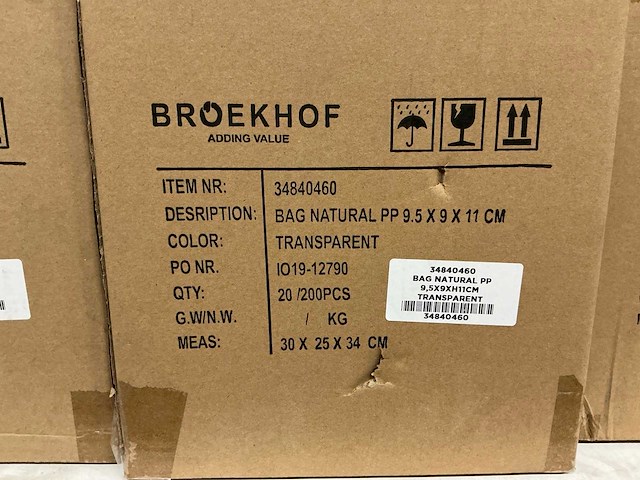 BROEKHOF
ADDING VALUE
ITEM NR: 34840460
DESRIPTION: BAG NATURAL PP 9.5 X 9 X 11 CM
COLOR: TRANSPARENT
PO NR. IO19-12790
QTY: 20 /200PCS
G.W/N.W. / KG
MEAS: 30 X 25 X 34 CM
34840460
BAG NATURAL PP
9,5X9XH11CM
TRANSPARENT
34840460